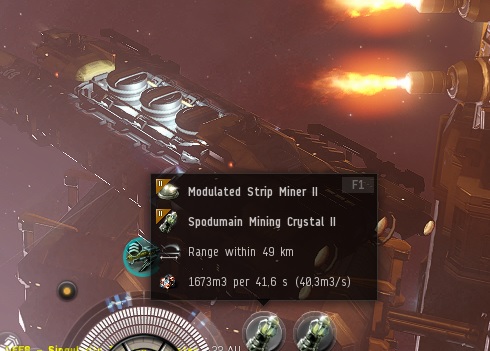 F1
Modulated Strip Miner II
Spodumain Mining Crystal II
Range within 49 km
1673m3 per 41,6 s (40,3m3/s)